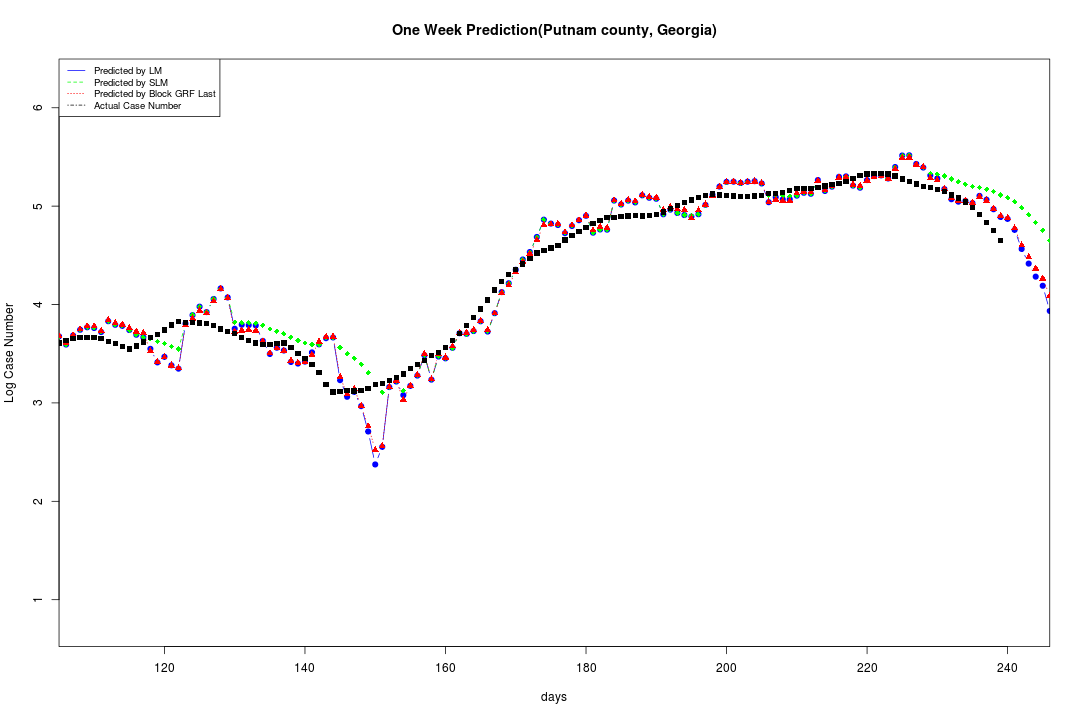 One Week Prediction(Putnam county, Georgia)
Predicted by LM
Predicted by SLM
Predicted by Block GRF Last
Actual Case Number
6
5
4
3
2
1
Log Case Number
120
140
160
180
200
220
240
days